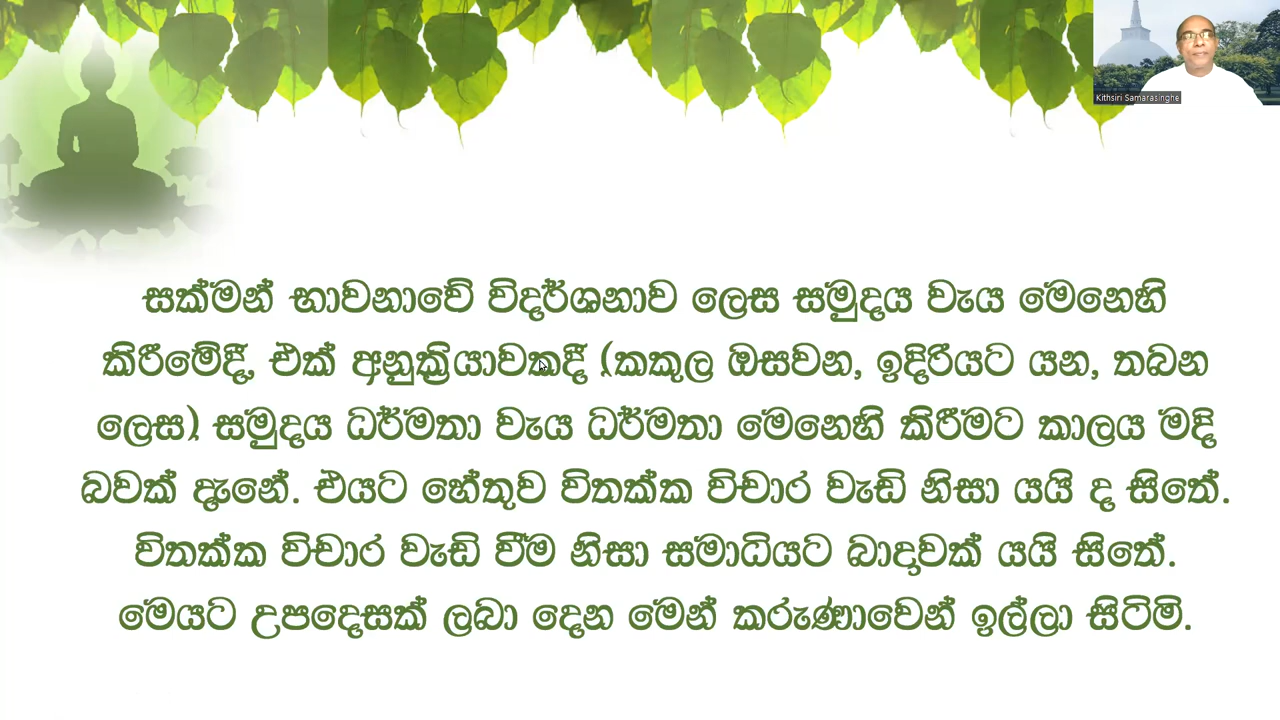 Kithsiri Samarasinghe
සක්මන් භාවනාවේ විදර්ශනාව ලෙස සමුදය වැය මෙනෙහි
කිරීමේදී, එක් අනුක්‍රියාවකදී (කකුල ඔසවන, ඉදිරියට යන, තබන
ලෙස) සමුදය ධර්මතා වැය ධර්මතා මෙනෙහි කිරීමට කාලය මදි
බවක් දැනේ. එයට හේතුව විතක්ක විචාර වැඩි නිසා යයි ද සිතේ.
විතක්ක විචාර වැඩි වීම නිසා සමාධියට බාදාවක් යයි සිතේ.
මෙයට උපදෙසක් ලබා දෙන මෙන් කරුණාවෙන් ඉල්ලා සිටිමි.